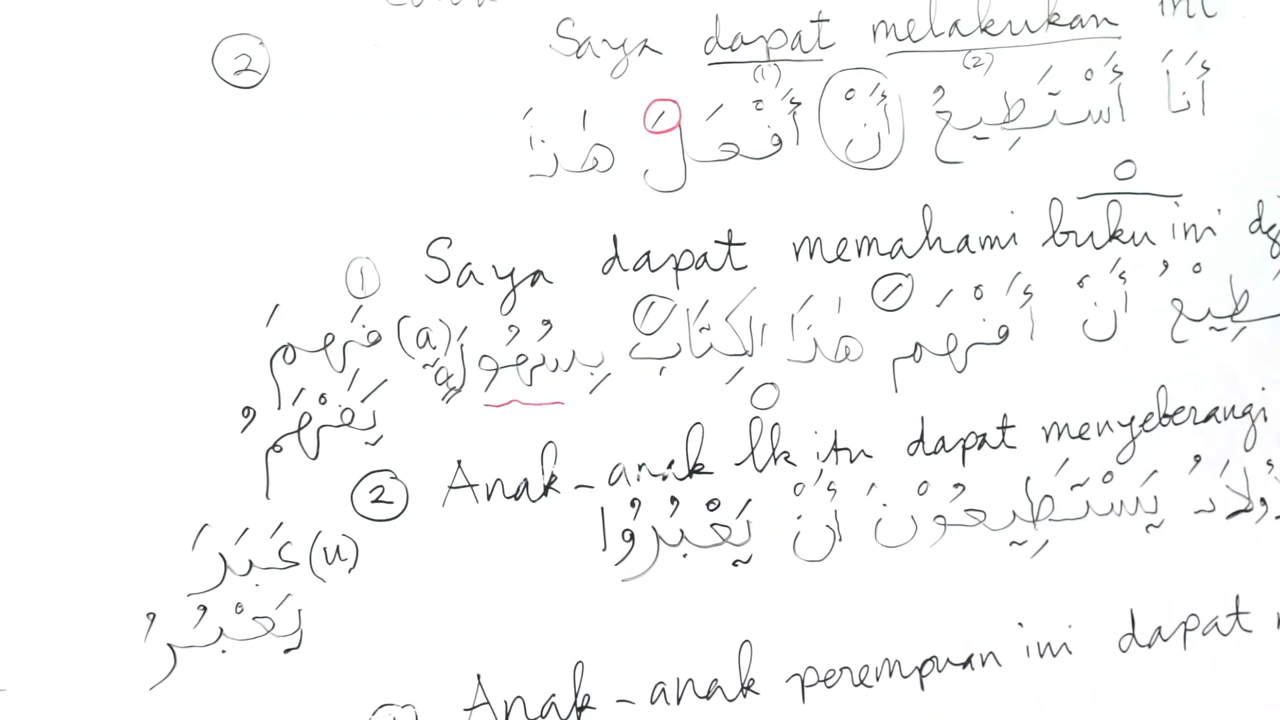 ② Saya dapat melakukan ini
(1) (2)
أَنَا أَسْتَطِيعُ أَنْ أَفْعَلَ هَذَا
① Saya dapat memahami buku ini
أَنْ أَفْهَمَ هَذَا الْكِتَابَ بِسُهُولَةٍ
فَهِمَ (a)
يَفْهَمُ
② Anak-anak lk itu dapat menyeberangi
يَسْتَطِيعُوْنَ أَنْ يَعْبُرُوا
عَبَرَ (u)
يَعْبُرُ
Anak-anak perempuan ini dapat